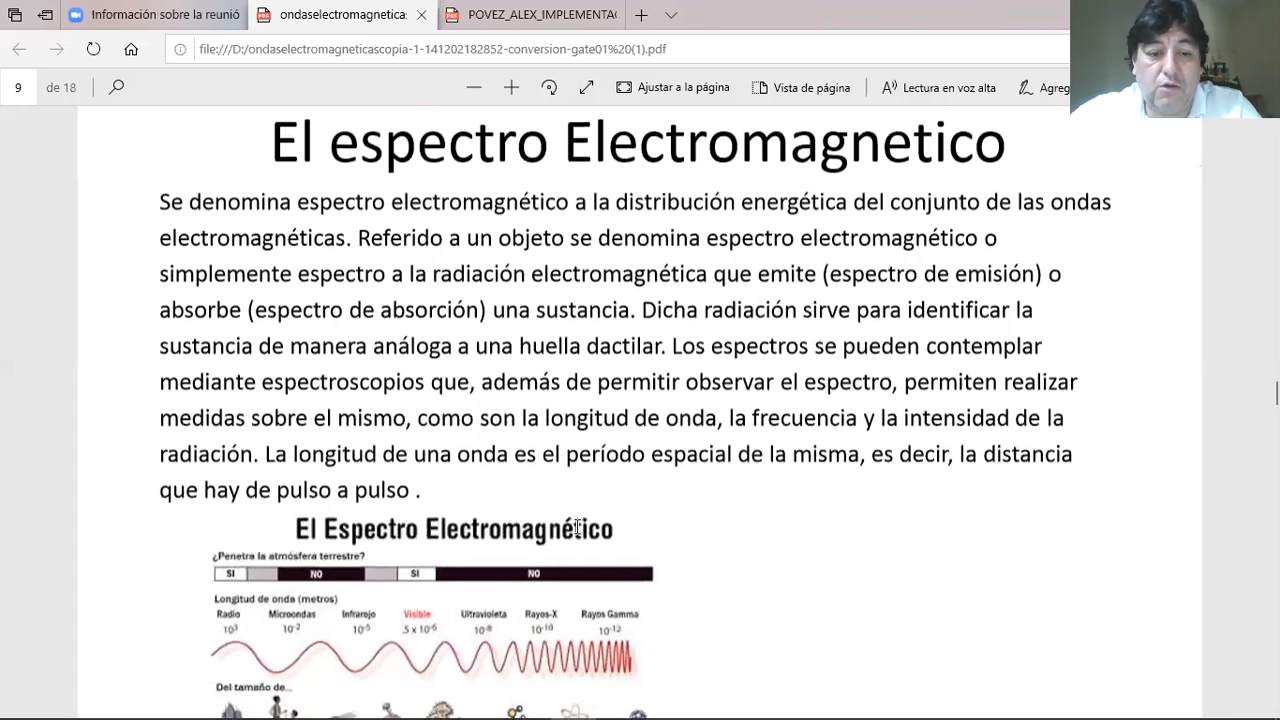 Información sobre la reunió
ondaselectromagneticas
POVEZ_ALEX_IMPLEMENTAC
file:///D:/ondaselectromagneticascopia-1-141202182852-conversion-gate01%20(1).pdf
9 de 18
Ajustar a la página
Vista de página
Lectura en voz alta
Agreg
El espectro Electromagnetico
Se denomina espectro electromagnético a la distribución energética del conjunto de las ondas
electromagnéticas. Referido a un objeto se denomina espectro electromagnético o
simplemente espectro a la radiación electromagnética que emite (espectro de emisión) o
absorbe (espectro de absorción) una sustancia. Dicha radiación sirve para identificar la
sustancia de manera análoga a una huella dactilar. Los espectros se pueden contemplar
mediante espectroscopios que, además de permitir observar el espectro, permiten realizar
medidas sobre el mismo, como son la longitud de onda, la frecuencia y la intensidad de la
radiación. La longitud de una onda es el período espacial de la misma, es decir, la distancia
que hay de pulso a pulso .
El Espectro Electromagnético
¿Penetra la atmósfera terrestre?
SI NO SI NO
Longitud de onda (metros)
Radio Microondas Infrarojo Visible Ultravioleta Rayos-X Rayos Gamma
10³ 10⁻² 10⁻⁵ .5 x 10⁻⁶ 10⁻⁸ 10⁻¹⁰ 10⁻¹²
Del tamaño de...